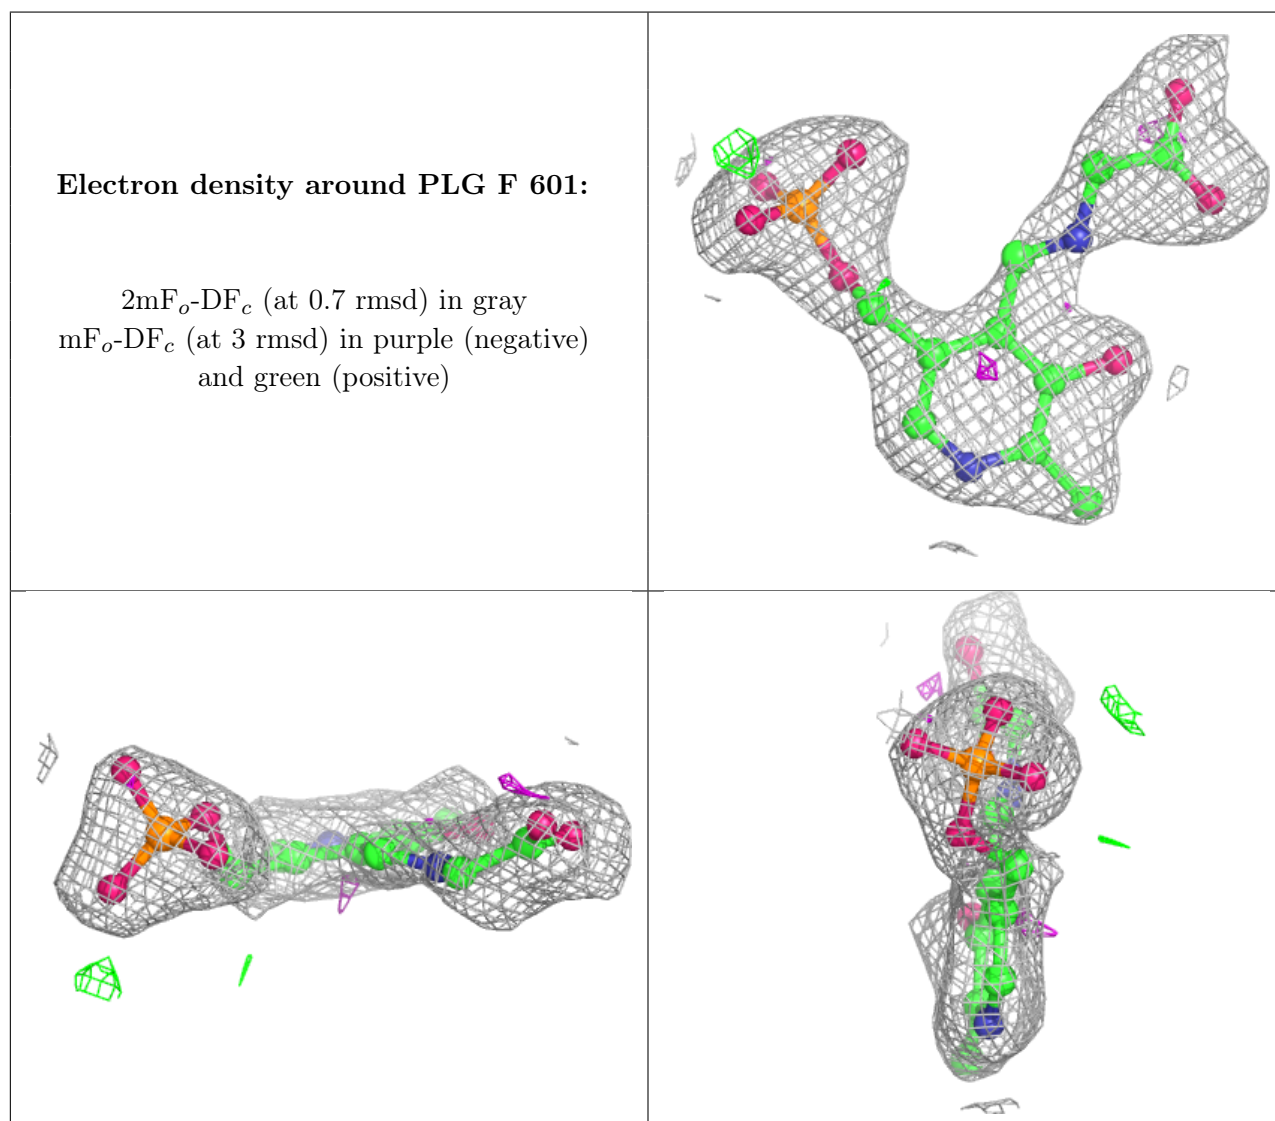 Electron density around PLG F 601:
2mFo-DFc (at 0.7 rmsd) in gray
mFo-DFc (at 3 rmsd) in purple (negative)
and green (positive)